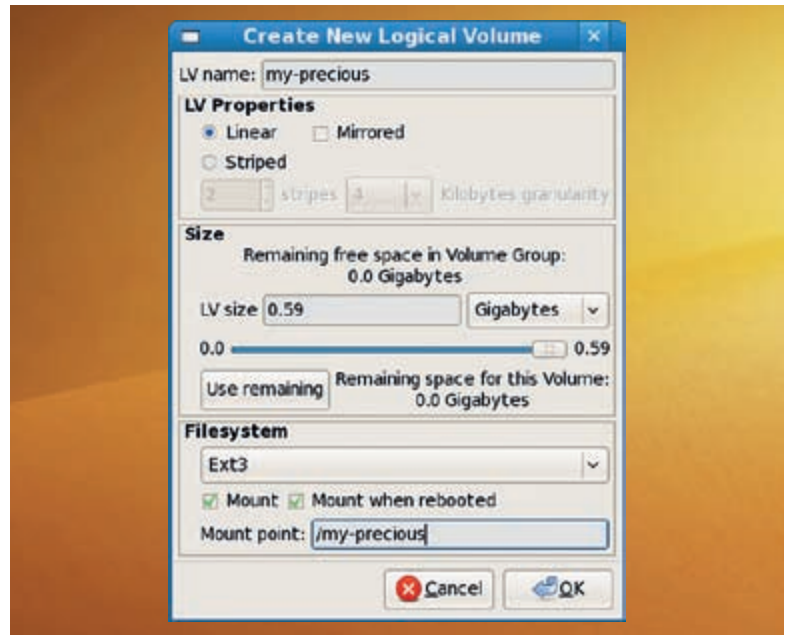 Create New Logical Volume
LV name: my-precious
LV Properties
Linear Mirrored
Striped
2 stripes 4 Kilobytes granularity
Size
Remaining free space in Volume Group:
0.0 Gigabytes
LV size 0.59 Gigabytes
0.0 0.59
Use remaining Remaining space for this Volume:
0.0 Gigabytes
Filesystem
Ext3
Mount Mount when rebooted
Mount point: /my-precious
Cancel OK